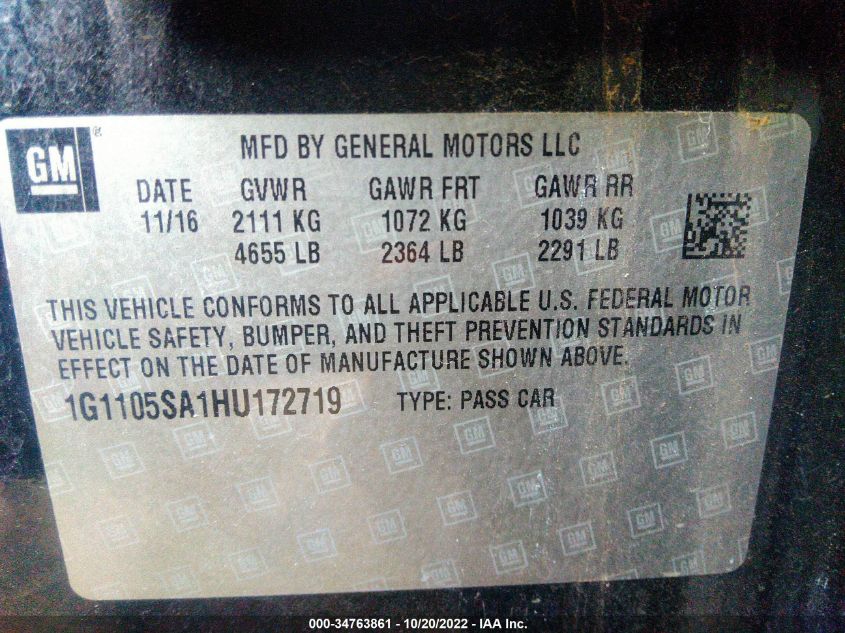 GM ®
MFD BY GENERAL MOTORS LLC
DATE GVWR GAWR FRT GAWR RR
11/16 2111 KG 1072 KG 1039 KG
4655 LB 2364 LB 2291 LB
THIS VEHICLE CONFORMS TO ALL APPLICABLE U.S. FEDERAL MOTOR
VEHICLE SAFETY, BUMPER, AND THEFT PREVENTION STANDARDS IN
EFFECT ON THE DATE OF MANUFACTURE SHOWN ABOVE.
1G1105SA1HU172719 TYPE: PASS CAR
000-34763861 - 10/20/2022 - IAA Inc.